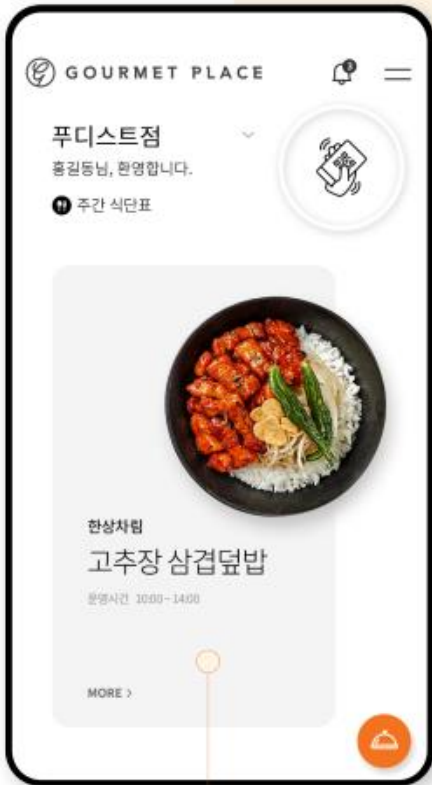 GOURMET PLACE
푸디스트점
홍길동님, 환영합니다.
주간 식단표
한상차림
고추장 삼겹덮밥
운영시간 10:00~14:00
MORE >